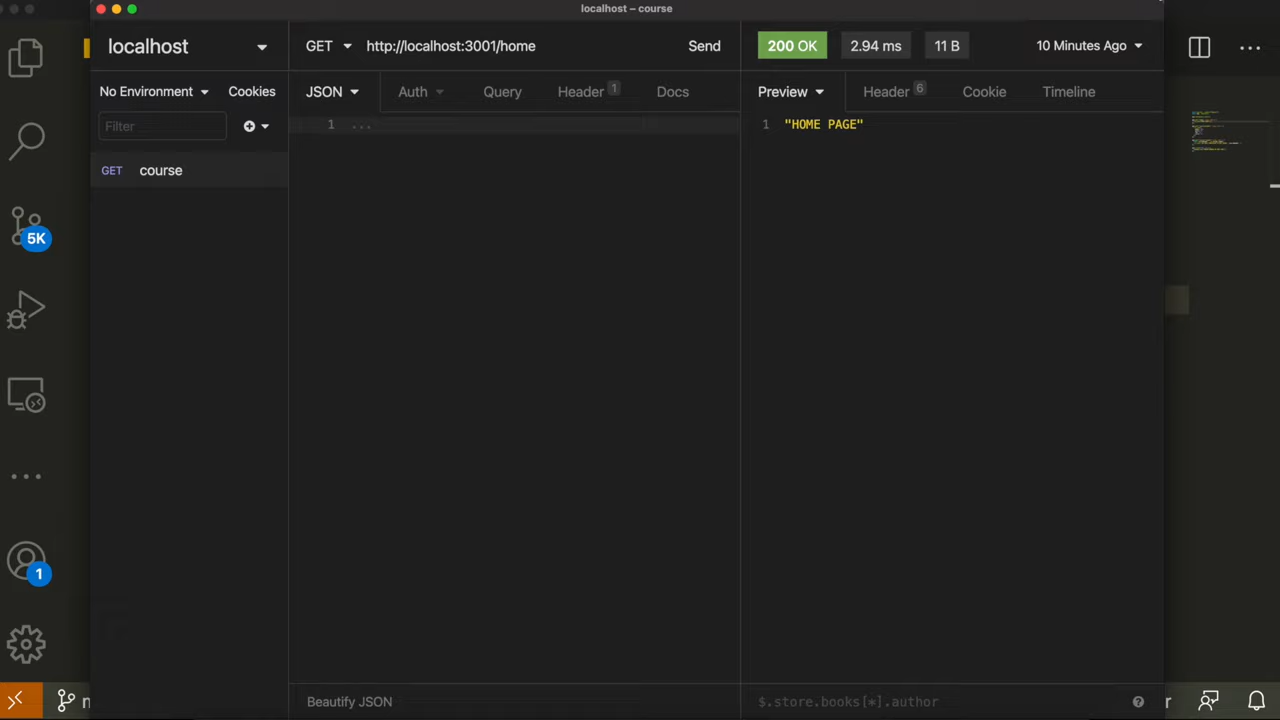 localhost – course
localhost
GET
http://localhost:3001/home
Send
200 OK
2.94 ms
11 B
10 Minutes Ago
No Environment
Cookies
JSON
Auth
Query
Header 1
Docs
Preview
Header 6
Cookie
Timeline
Filter
1 ...
1 "HOME PAGE"
GET course
5K
1
Beautify JSON
$.store.books[*].author